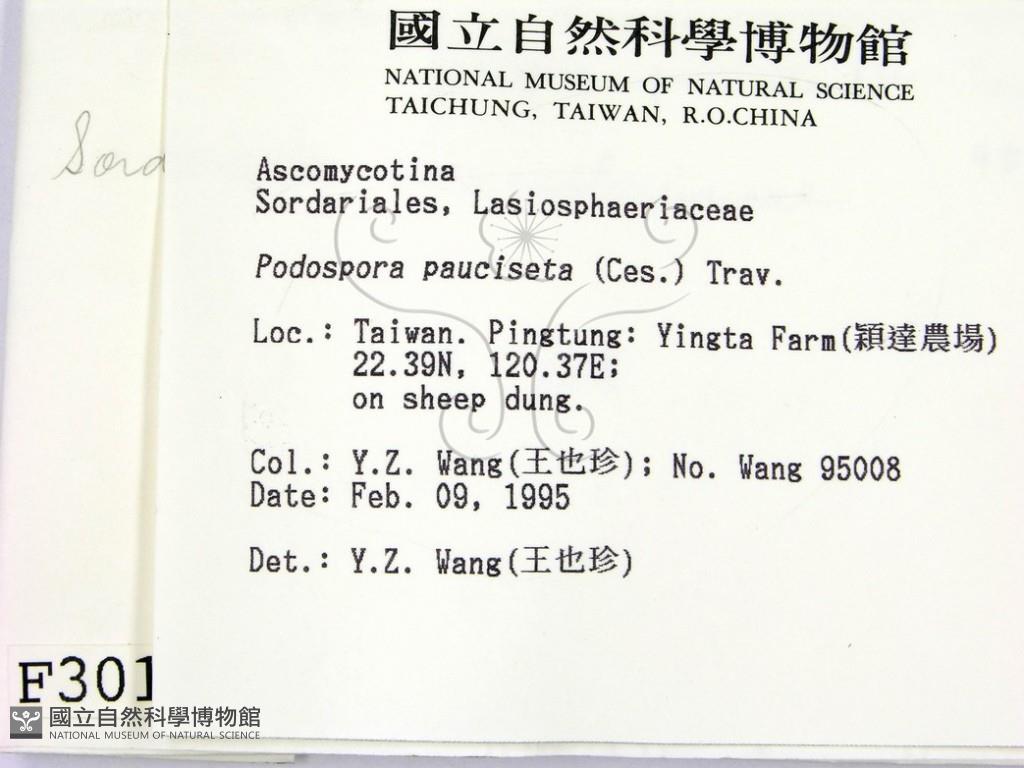 國立自然科學博物館
NATIONAL MUSEUM OF NATURAL SCIENCE
TAICHUNG, TAIWAN, R.O.CHINA
Sord
Ascomycotina
Sordariales, Lasiosphaeriaceae
Podospora pauciseta (Ces.) Trav.
Loc.: Taiwan. Pingtung: Yingta Farm(穎達農場)
22.39N, 120.37E;
on sheep dung.
Col.: Y.Z. Wang(王也珍); No. Wang 95008
Date: Feb. 09, 1995
Det.: Y.Z. Wang(王也珍)
F301
國立自然科學博物館
NATIONAL MUSEUM OF NATURAL SCIENCE